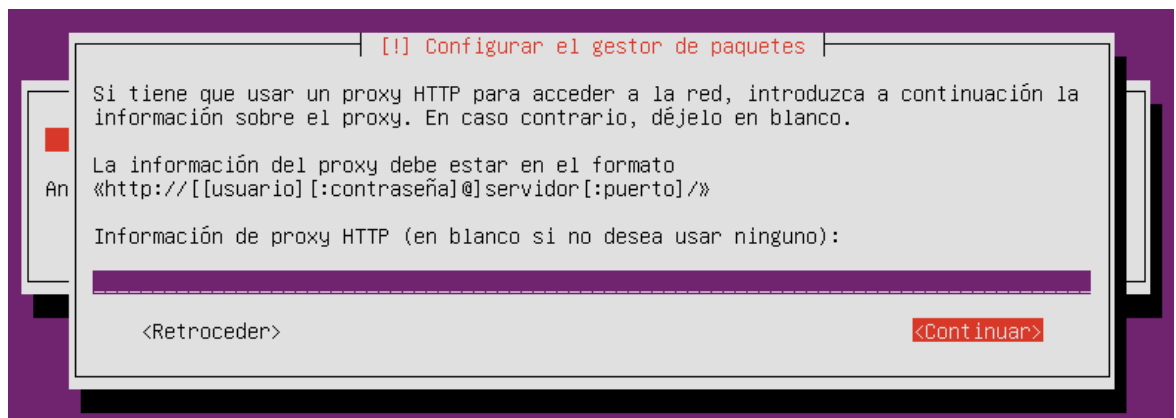 [!] Configurar el gestor de paquetes
Si tiene que usar un proxy HTTP para acceder a la red, introduzca a continuación la
información sobre el proxy. En caso contrario, déjelo en blanco.
La información del proxy debe estar en el formato
An
«http://[[usuario][:contraseña]@]servidor[:puerto]/»
Información de proxy HTTP (en blanco si no desea usar ninguno):
<Retroceder>
<Continuar>